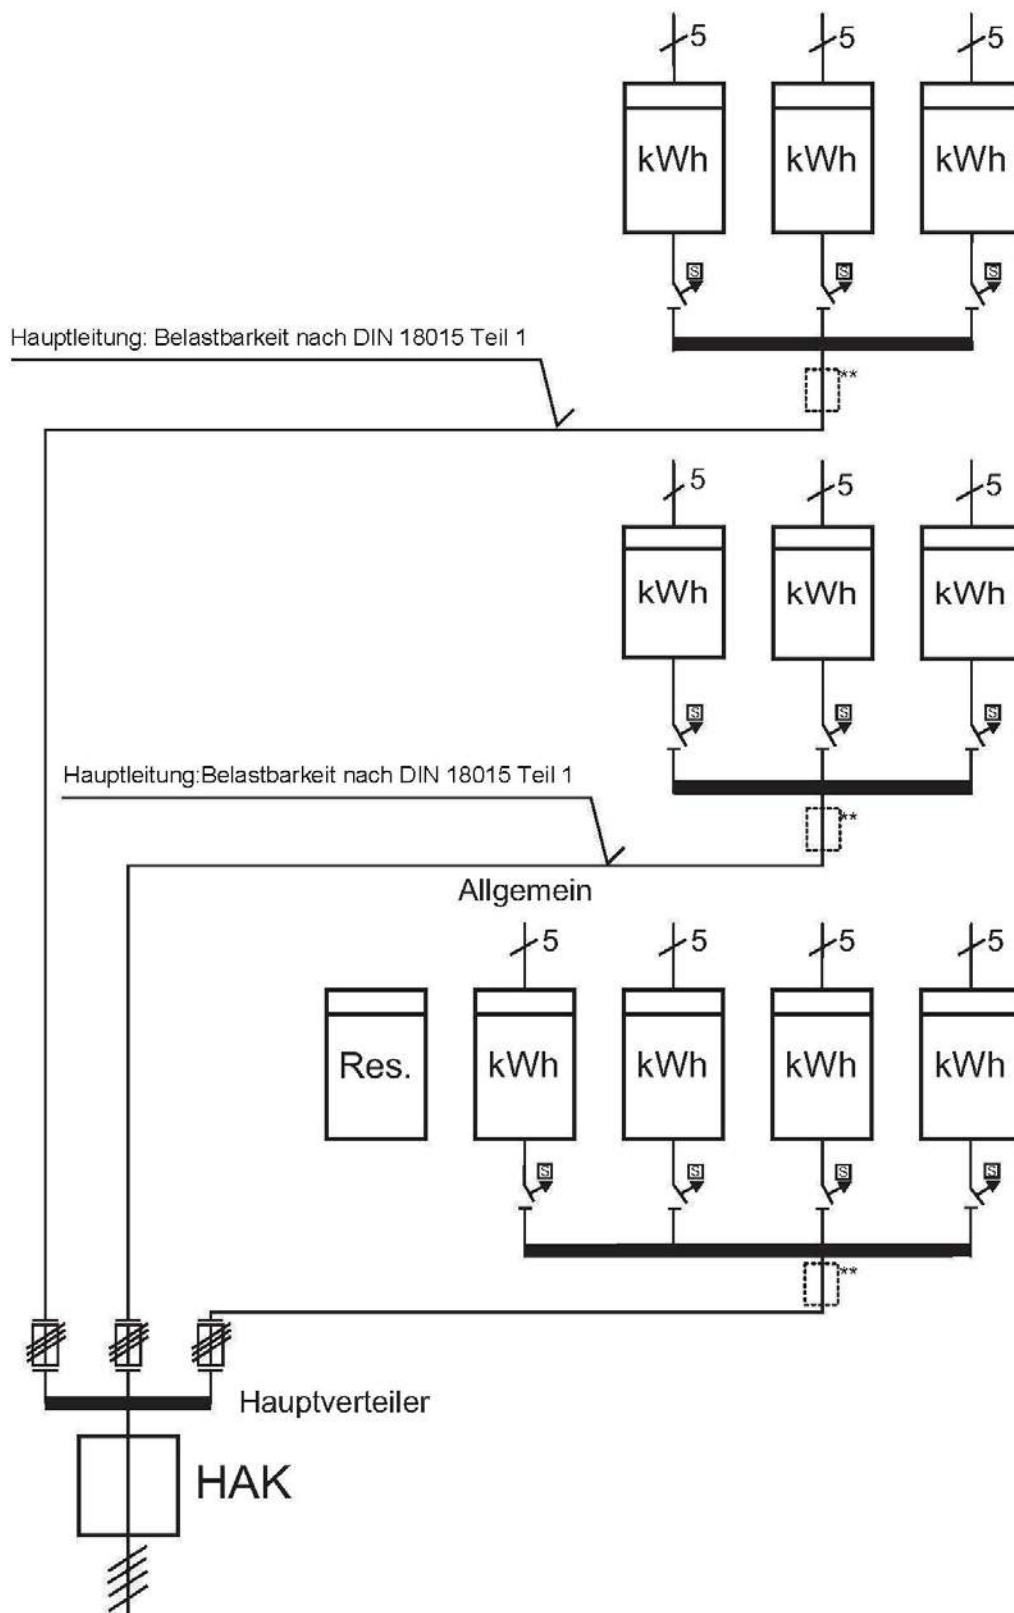 5 5 5
kWh kWh kWh
S S S
Hauptleitung: Belastbarkeit nach DIN 18015 Teil 1
**
5 5 5
kWh kWh kWh
S S S
Hauptleitung:Belastbarkeit nach DIN 18015 Teil 1
**
Allgemein
5 5 5 5
Res. kWh kWh kWh kWh
S S S S
**
Hauptverteiler
HAK